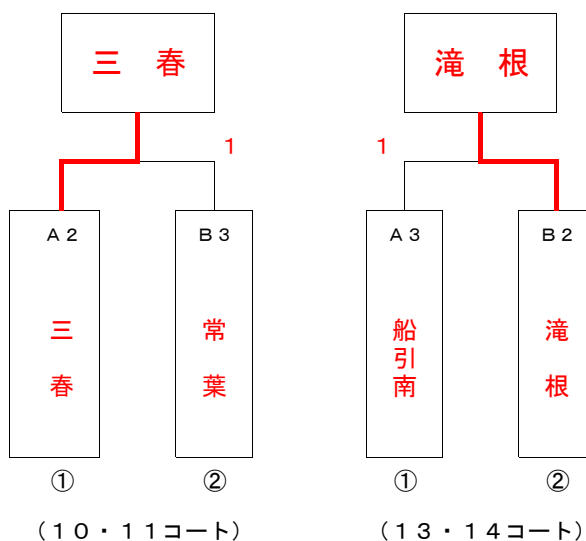 三　春
滝　根
１
１
Ａ２
Ｂ３
Ａ３
Ｂ２
三春
常葉
船引南
滝根
①
②
①
②
（１０・１１コート）
（１３・１４コート）